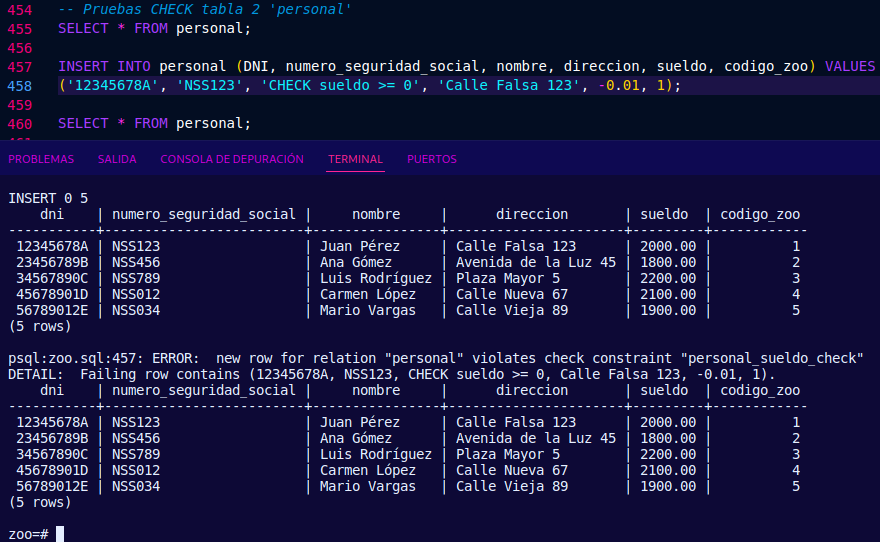 454 -- Pruebas CHECK tabla 2 'personal'
455 SELECT * FROM personal;
456
457 INSERT INTO personal (DNI, numero_seguridad_social, nombre, direccion, sueldo, codigo_zoo) VALUES
458 ('12345678A', 'NSS123', 'CHECK sueldo >= 0', 'Calle Falsa 123', -0.01, 1);
459
460 SELECT * FROM personal;
PROBLEMAS SALIDA CONSOLA DE DEPURACIÓN TERMINAL PUERTOS
INSERT 0 5
    dni    | numero_seguridad_social |     nombre     |      direccion       | sueldo  | codigo_zoo
-----------+-------------------------+----------------+----------------------+---------+------------
 12345678A | NSS123                  | Juan Pérez     | Calle Falsa 123      | 2000.00 |          1
 23456789B | NSS456                  | Ana Gómez      | Avenida de la Luz 45 | 1800.00 |          2
 34567890C | NSS789                  | Luis Rodríguez | Plaza Mayor 5        | 2200.00 |          3
 45678901D | NSS012                  | Carmen López   | Calle Nueva 67       | 2100.00 |          4
 56789012E | NSS034                  | Mario Vargas   | Calle Vieja 89       | 1900.00 |          5
(5 rows)
psql:zoo.sql:457: ERROR:  new row for relation "personal" violates check constraint "personal_sueldo_check"
DETAIL:  Failing row contains (12345678A, NSS123, CHECK sueldo >= 0, Calle Falsa 123, -0.01, 1).
    dni    | numero_seguridad_social |     nombre     |      direccion       | sueldo  | codigo_zoo
-----------+-------------------------+----------------+----------------------+---------+------------
 12345678A | NSS123                  | Juan Pérez     | Calle Falsa 123      | 2000.00 |          1
 23456789B | NSS456                  | Ana Gómez      | Avenida de la Luz 45 | 1800.00 |          2
 34567890C | NSS789                  | Luis Rodríguez | Plaza Mayor 5        | 2200.00 |          3
 45678901D | NSS012                  | Carmen López   | Calle Nueva 67       | 2100.00 |          4
 56789012E | NSS034                  | Mario Vargas   | Calle Vieja 89       | 1900.00 |          5
(5 rows)
zoo=#